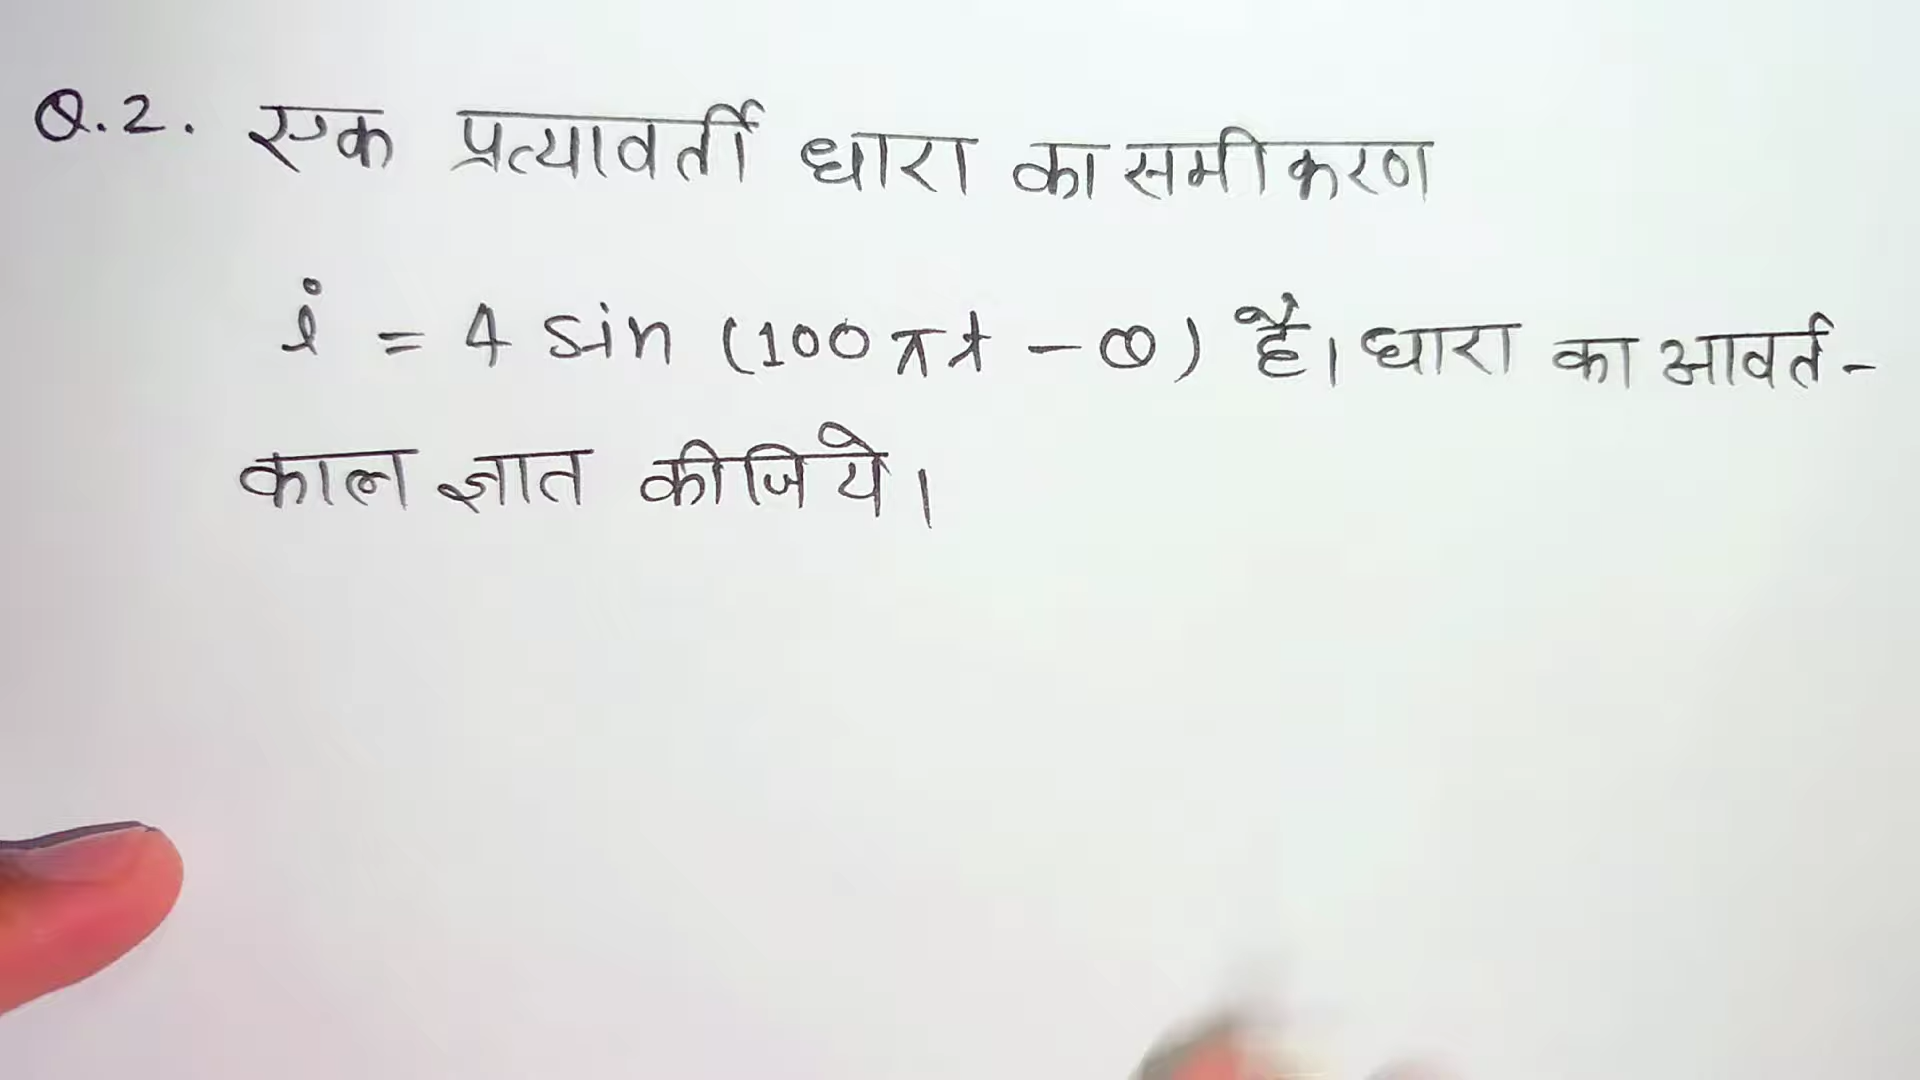 Q.2. एक प्रत्यावर्ती धारा का समीकरण
i = 4 sin (100πt - θ) है। धारा का आवर्त-
काल ज्ञात कीजिये।